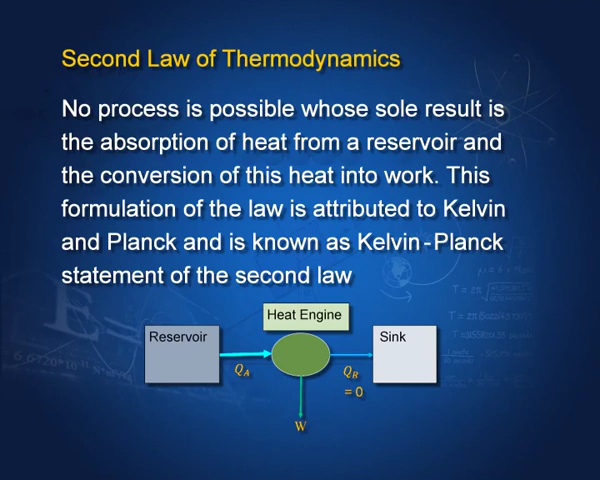 Second Law of Thermodynamics
No process is possible whose sole result is
the absorption of heat from a reservoir and
the conversion of this heat into work. This
formulation of the law is attributed to Kelvin
and Planck and is known as Kelvin-Planck
statement of the second law
Heat Engine
Reservoir
Sink
Q_A
Q_R
= 0
W